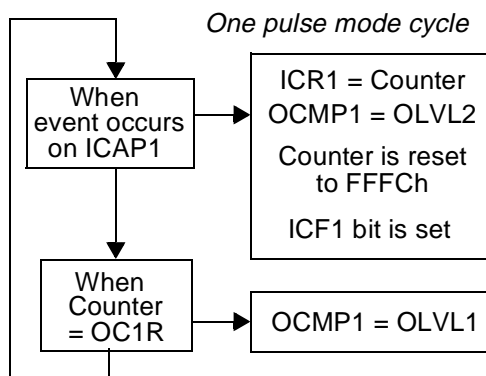 One pulse mode cycle
When
event occurs
on ICAP1
ICR1 = Counter
OCMP1 = OLVL2
Counter is reset
to FFFCh
ICF1 bit is set
When
Counter
= OC1R
OCMP1 = OLVL1